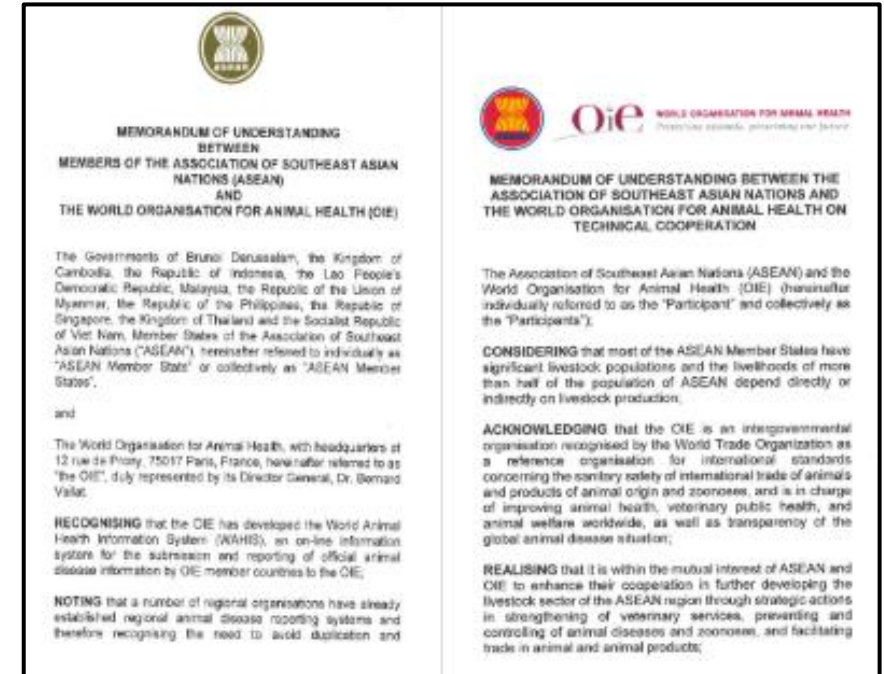 asean
MEMORANDUM OF UNDERSTANDING
BETWEEN
MEMBERS OF THE ASSOCIATION OF SOUTHEAST ASIAN
NATIONS (ASEAN)
AND
THE WORLD ORGANISATION FOR ANIMAL HEALTH (OIE)
The Governments of Brunei Darussalam, the Kingdom of
Cambodia, the Republic of Indonesia, the Lao People's
Democratic Republic, Malaysia, the Republic of the Union of
Myanmar, the Republic of the Philippines, the Republic of
Singapore, the Kingdom of Thailand and the Socialist Republic
of Viet Nam, Member States of the Association of Southeast
Asian Nations ("ASEAN"), hereinafter referred to individually as
"ASEAN Member State" or collectively as "ASEAN Member
States",
and
The World Organisation for Animal Health, with headquarters at
12 rue de Prony, 75017 Paris, France, hereinafter referred to as
"the OIE", duly represented by its Director General, Dr. Bernard
Vallat
RECOGNISING that the OIE has developed the World Animal
Health Information System (WAHIS), an on-line information
system for the submission and reporting of official animal
disease information by OIE member countries to the OIE;
NOTING that a number of regional organisations have already
established regional animal disease reporting systems and
therefore recognising the need to avoid duplication and
Oie WORLD ORGANISATION FOR ANIMAL HEALTH
Protecting animals, preserving our future
MEMORANDUM OF UNDERSTANDING BETWEEN THE
ASSOCIATION OF SOUTHEAST ASIAN NATIONS AND
THE WORLD ORGANISATION FOR ANIMAL HEALTH ON
TECHNICAL COOPERATION
The Association of Southeast Asian Nations (ASEAN) and the
World Organisation for Animal Health (OIE) (hereinafter
individually referred to as the "Participant" and collectively as
the "Participants");
CONSIDERING that most of the ASEAN Member States have
significant livestock populations and the livelihoods of more
than half of the population of ASEAN depend directly or
indirectly on livestock production;
ACKNOWLEDGING that the OIE is an intergovernmental
organisation recognised by the World Trade Organization as
a reference organisation for international standards
concerning the sanitary safety of international trade of animals
and products of animal origin and zoonoses, and is in charge
of improving animal health, veterinary public health, and
animal welfare worldwide, as well as transparency of the
global animal disease situation;
REALISING that it is within the mutual interest of ASEAN and
OIE to enhance their cooperation in further developing the
livestock sector of the ASEAN region through strategic actions
in strengthening of veterinary services, preventing and
controlling of animal diseases and zoonoses, and facilitating
trade in animal and animal products;